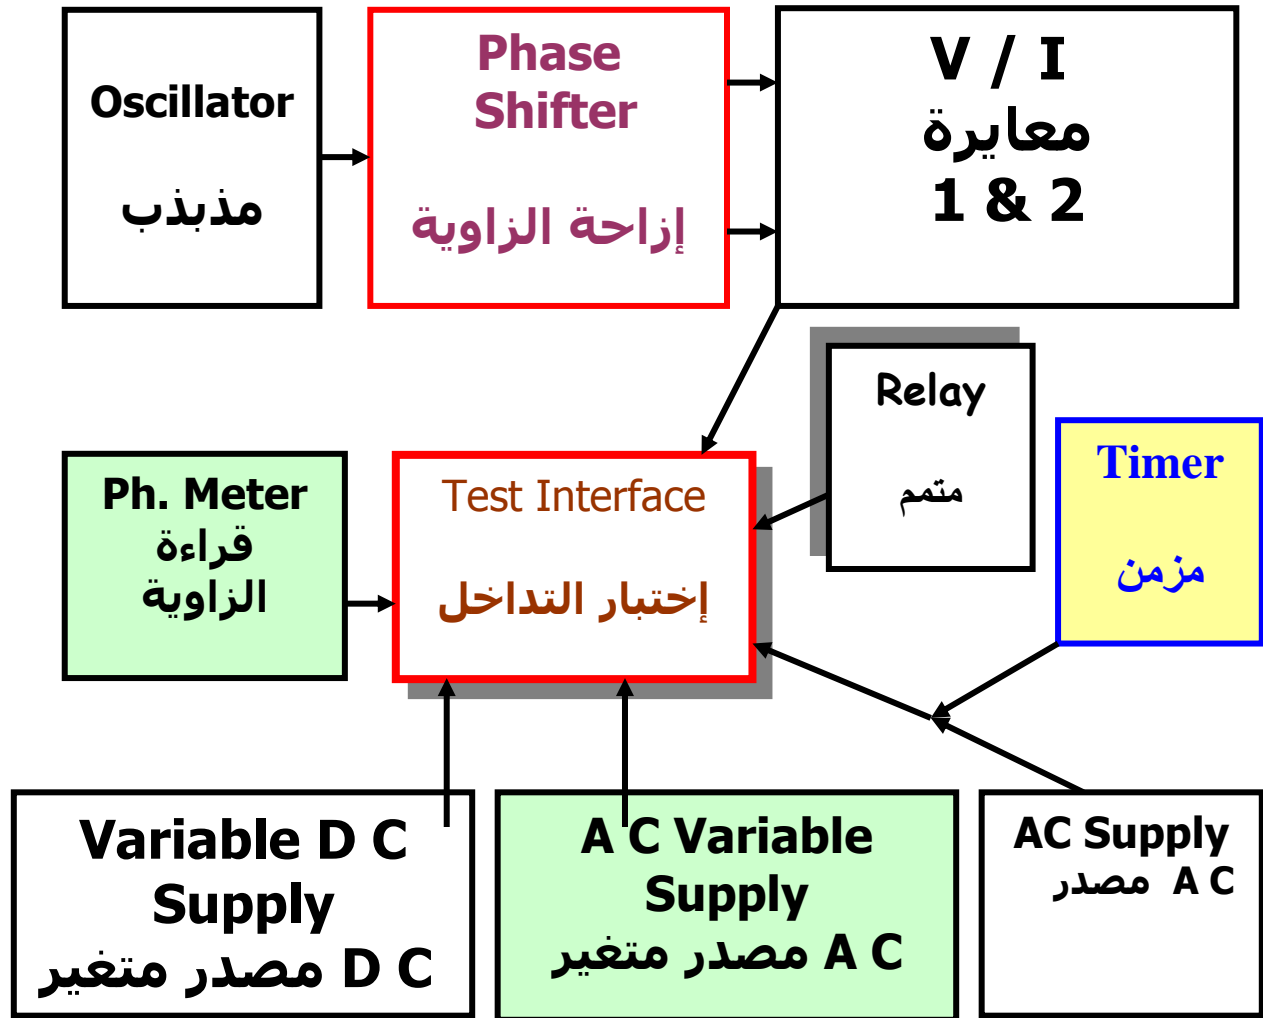 Oscillator
مذبذب
Phase
Shifter
إزاحة الزاوية
V / I
معايرة
1 & 2
Relay
متمم
Timer
مزمن
Ph. Meter
قراءة
الزاوية
Test Interface
إختبار التداخل
Variable D C
Supply
مصدر متغير D C
A C Variable
Supply
مصدر متغير A C
AC Supply
مصدر A C